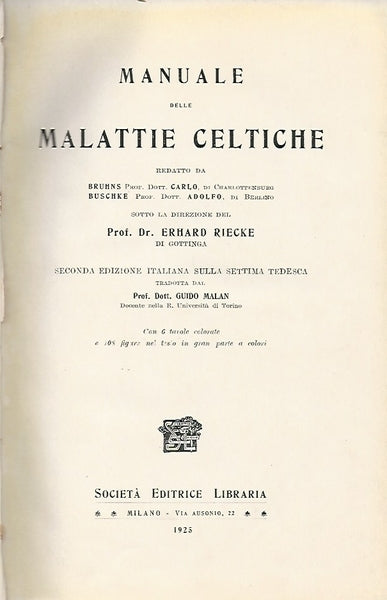 MANUALE
DELLE
MALATTIE CELTICHE
REDATTO DA
BRUHNS PROF. DOTT. CARLO, DI CHARLOTTENBURG
BUSCHKE PROF. DOTT. ADOLFO, DI BERLINO
SOTTO LA DIREZIONE DEL
Prof. Dr. ERHARD RIECKE
DI GOTTINGA
SECONDA EDIZIONE ITALIANA SULLA SETTIMA TEDESCA
TRADOTTA DAL
Prof. Dott. GUIDO MALAN
Docente nella R. Università di Torino
Con 6 tavole colorate
e 108 figure nel testo in gran parte a colori
SOCIETÀ EDITRICE LIBRARIA
MILANO - VIA AUSONIO, 22
1925